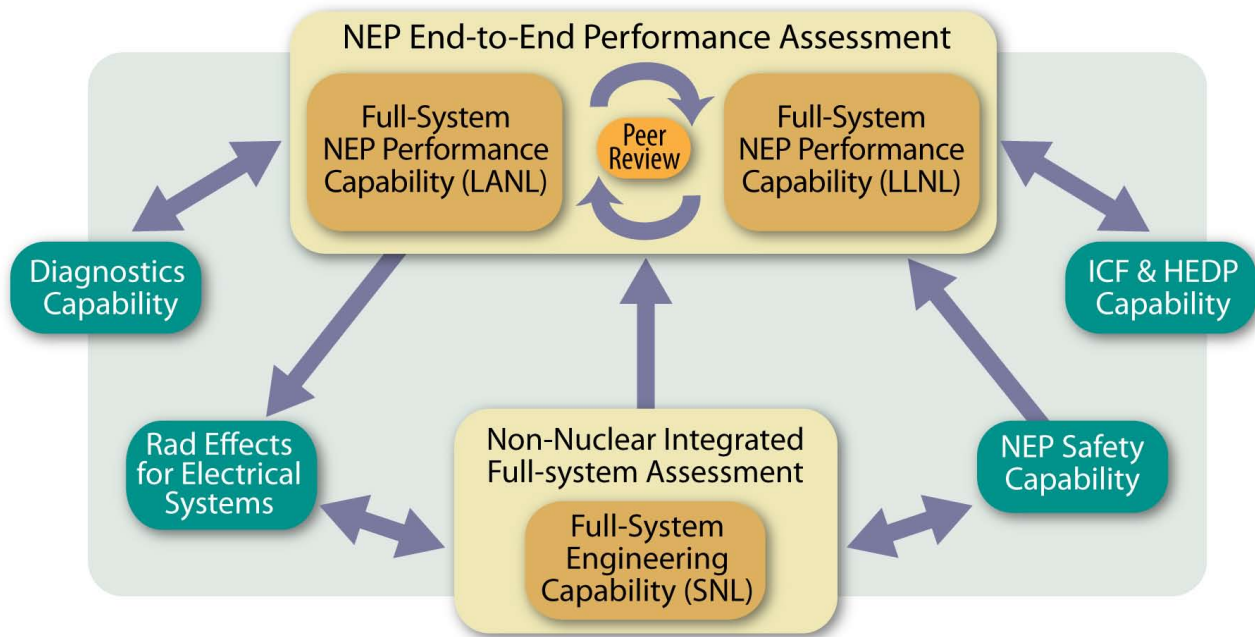 NEP End-to-End Performance Assessment
Full-System
NEP Performance
Capability (LANL)
Peer
Review
Full-System
NEP Performance
Capability (LLNL)
Diagnostics
Capability
ICF & HEDP
Capability
Rad Effects
for Electrical
Systems
Non-Nuclear Integrated
Full-system Assessment
Full-System
Engineering
Capability (SNL)
NEP Safety
Capability